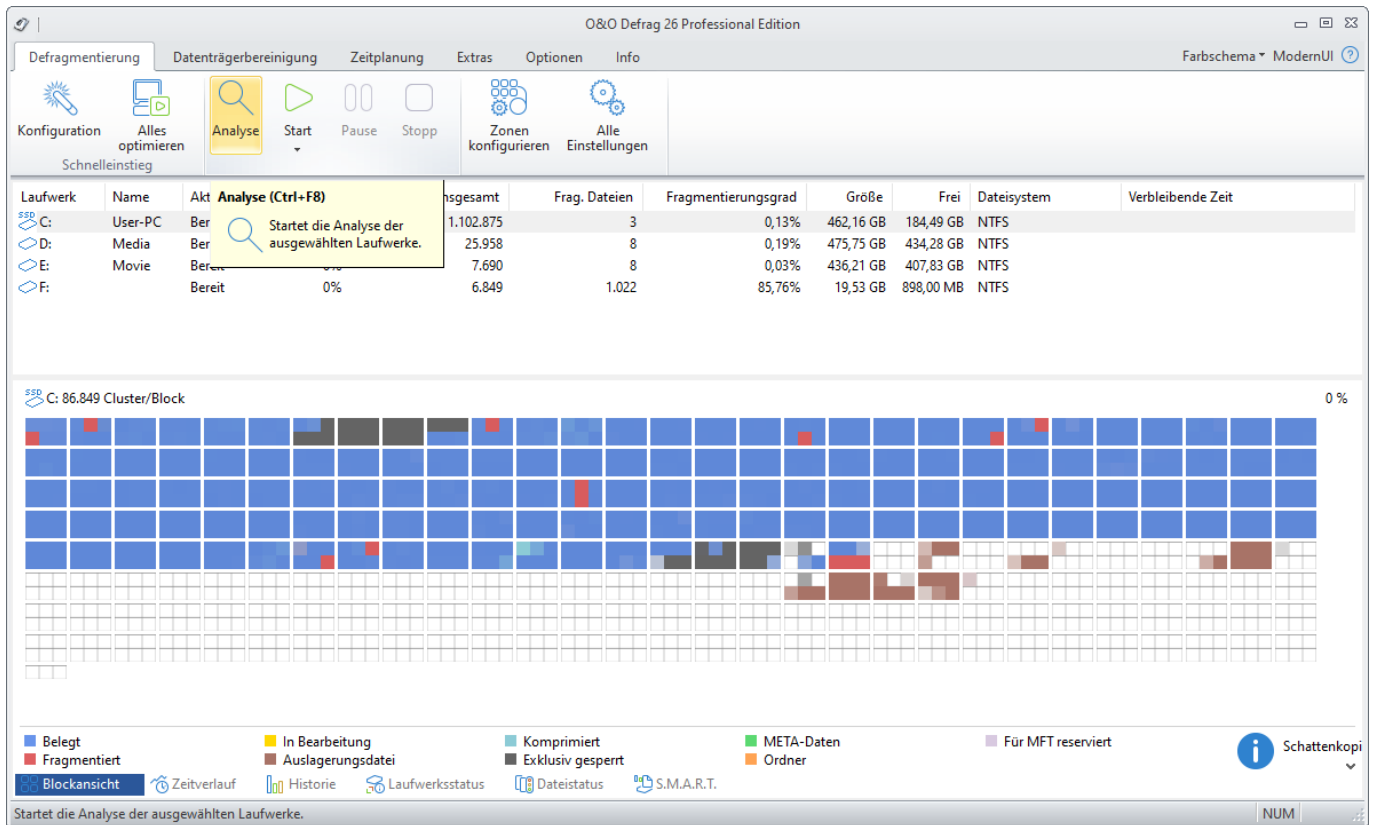 O&O Defrag 26 Professional Edition
Defragmentierung Datenträgerbereinigung Zeitplanung Extras Optionen Info Farbschema ModernUI ?
Konfiguration Alles optimieren Analyse Start Pause Stopp Zonen konfigurieren Alle Einstellungen
Schnelleinstieg
Laufwerk Name Akt nsgesamt Frag. Dateien Fragmentierungsgrad Größe Frei Dateisystem Verbleibende Zeit
Analyse (Ctrl+F8)
Startet die Analyse der
ausgewählten Laufwerke.
SSD C: User-PC Ber 1.102.875 3 0,13% 462,16 GB 184,49 GB NTFS
D: Media Ber 25.958 8 0,19% 475,75 GB 434,28 GB NTFS
E: Movie Bereit 0% 7.690 8 0,03% 436,21 GB 407,83 GB NTFS
F: Bereit 0% 6.849 1.022 85,76% 19,53 GB 898,00 MB NTFS
SSD C: 86.849 Cluster/Block 0 %
Belegt In Bearbeitung Komprimiert META-Daten Für MFT reserviert
Fragmentiert Auslagerungsdatei Exklusiv gesperrt Ordner
Schattenkopi
Blockansicht Zeitverlauf Historie Laufwerksstatus Dateistatus S.M.A.R.T.
Startet die Analyse der ausgewählten Laufwerke. NUM